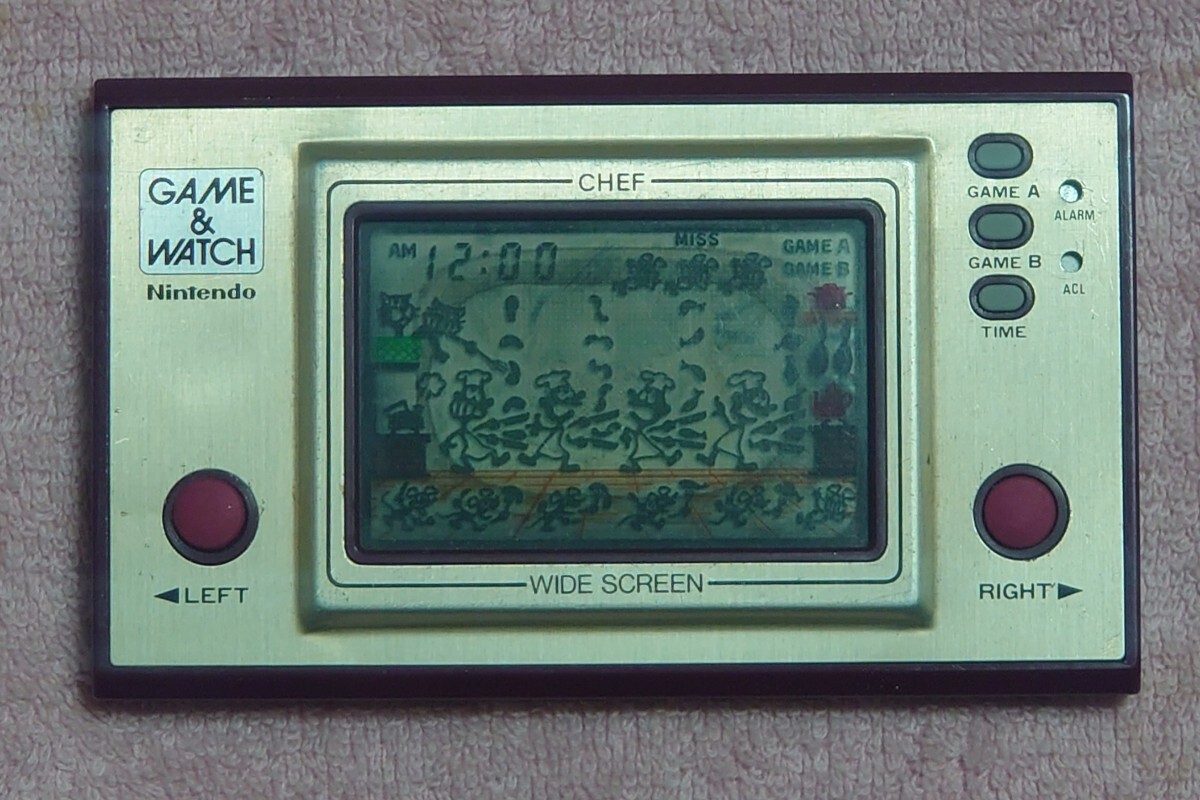 GAME
&
WATCH
Nintendo
CHEF
AM 12:00
MISS
GAME A
GAME B
GAME A
ALARM
GAME B
ACL
TIME
◀LEFT
WIDE SCREEN
RIGHT▶